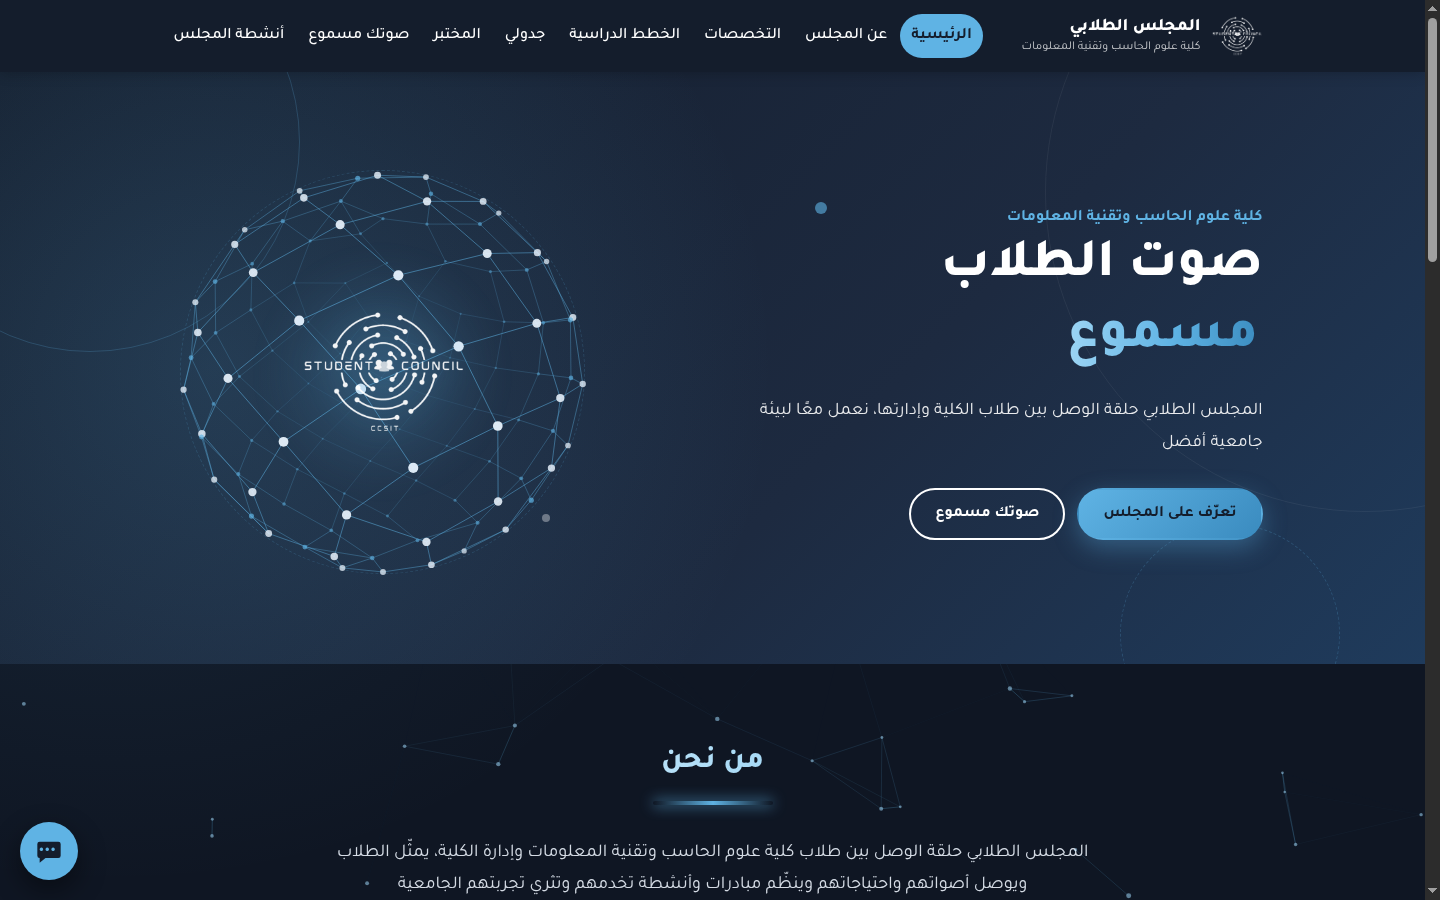 المجلس الطلابي
كلية علوم الحاسب وتقنية المعلومات
الرئيسية
عن المجلس
التخصصات
الخطط الدراسية
جدولي
المختبر
صوتك مسموع
أنشطة المجلس
كلية علوم الحاسب وتقنية المعلومات
صوت الطلاب
مسموع
المجلس الطلابي حلقة الوصل بين طلاب الكلية وإدارتها، نعمل معًا لبيئة
جامعية أفضل
تعرّف على المجلس
صوتك مسموع
STUDENT COUNCIL
CCSIT
من نحن
المجلس الطلابي حلقة الوصل بين طلاب كلية علوم الحاسب وتقنية المعلومات وإدارة الكلية، يمثّل الطلاب
ويوصل أصواتهم واحتياجاتهم وينظّم مبادرات وأنشطة تخدمهم وتثري تجربتهم الجامعية